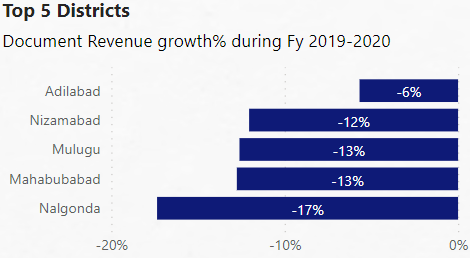 Top 5 Districts
Document Revenue growth% during Fy 2019-2020
Adilabad -6%
Nizamabad -12%
Mulugu -13%
Mahabubabad -13%
Nalgonda -17%
-20% -10% 0%